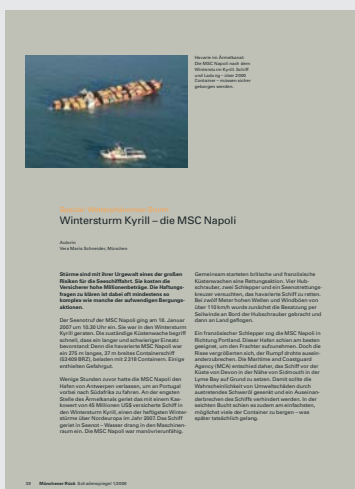 Havarie im Ärmelkanal:
Die MSC Napoli nach dem
Wintersturm Kyrill. Schiff
und Ladung – über 2000
Container – müssen sicher
geborgen werden.
Wintersturm Kyrill – die MSC Napoli
Autorin
Vera Maria Schneider, München
Stürme sind mit ihrer Urgewalt eines der großen
Risiken für die Seeschifffahrt. Sie kosten die
Versicherer hohe Millionenbeträge. Die Haftungs-
fragen zu klären ist dabei oft mindestens so
komplex wie manche der aufwendigen Bergungs-
aktionen.
Der Seenotruf der MSC Napoli ging am 18. Januar
2007 um 10.30 Uhr ein. Sie war in den Wintersturm
Kyrill geraten. Die zuständige Küstenwache begriff
schnell, dass ein langer und schwieriger Einsatz
bevorstand: Denn die havarierte MSC Napoli war
ein 275 m langes, 37 m breites Containerschiff
(53409 BRZ), beladen mit 2318 Containern. Einige
enthielten Gefahrgut.
Wenige Stunden zuvor hatte die MSC Napoli den
Hafen von Antwerpen verlassen, um an Portugal
vorbei nach Südafrika zu fahren. An der engsten
Stelle des Ärmelkanals geriet das mit einem Kas-
kowert von 45 Millionen US$ versicherte Schiff in
den Wintersturm Kyrill, einen der heftigsten Winter-
stürme über Nordeuropa im Jahr 2007. Das Schiff
geriet in Seenot – Wasser drang in den Maschinen-
raum ein. Die MSC Napoli war manövrierunfähig.
Gemeinsam starteten britische und französische
Küstenwachen eine Rettungsaktion. Vier Hub-
schrauber, zwei Schlepper und ein Seenotrettungs-
kreuzer versuchten, das havarierte Schiff zu retten.
Bei zwölf Meter hohen Wellen und Windböen von
über 110 km/h wurde zunächst die Besatzung per
Seilwinde an Bord der Hubschrauber gebracht und
dann an Land geflogen.
Ein französischer Schlepper zog die MSC Napoli in
Richtung Portland. Dieser Hafen schien am besten
geeignet, um den Frachter aufzunehmen. Doch die
Risse vergrößerten sich, der Rumpf drohte ausein-
anderzubrechen. Die Maritime and Coastguard
Agency (MCA) entschied daher, das Schiff vor der
Küste von Devon in der Nähe von Sidmouth in der
Lyme Bay auf Grund zu setzen. Damit sollte die
Wahrscheinlichkeit von Umweltschäden durch
austretendes Schweröl gesenkt und ein Auseinan-
derbrechen des Schiffs verhindert werden. In der
seichten Bucht schien es zudem am einfachsten,
möglichst viele der Container zu bergen – was
später tatsächlich gelang.
Münchener Rück Schadenspiegel 1/2008